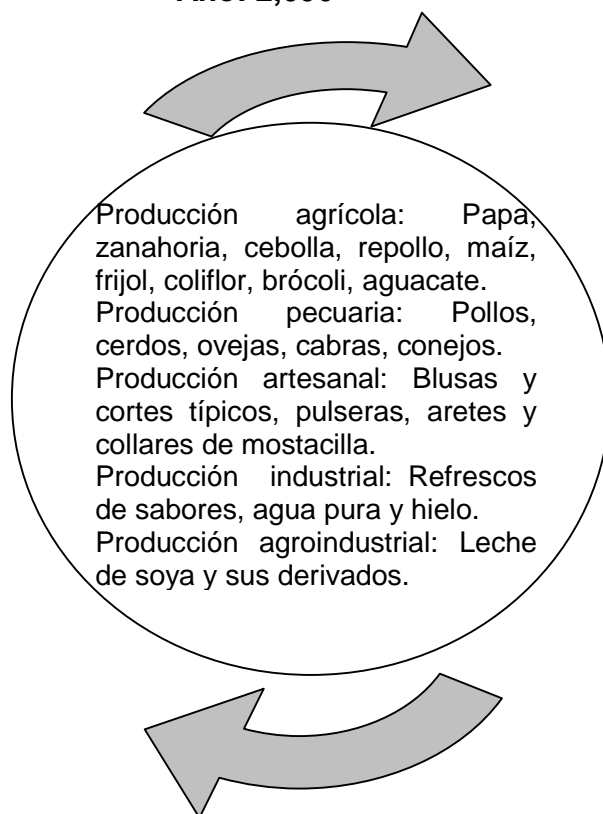 Producción agrícola: Papa,
zanahoria, cebolla, repollo, maíz,
frijol, coliflor, brócoli, aguacate.
Producción pecuaria: Pollos,
cerdos, ovejas, cabras, conejos.
Producción artesanal: Blusas y
cortes típicos, pulseras, aretes y
collares de mostacilla.
Producción industrial: Refrescos
de sabores, agua pura y hielo.
Producción agroindustrial: Leche
de soya y sus derivados.